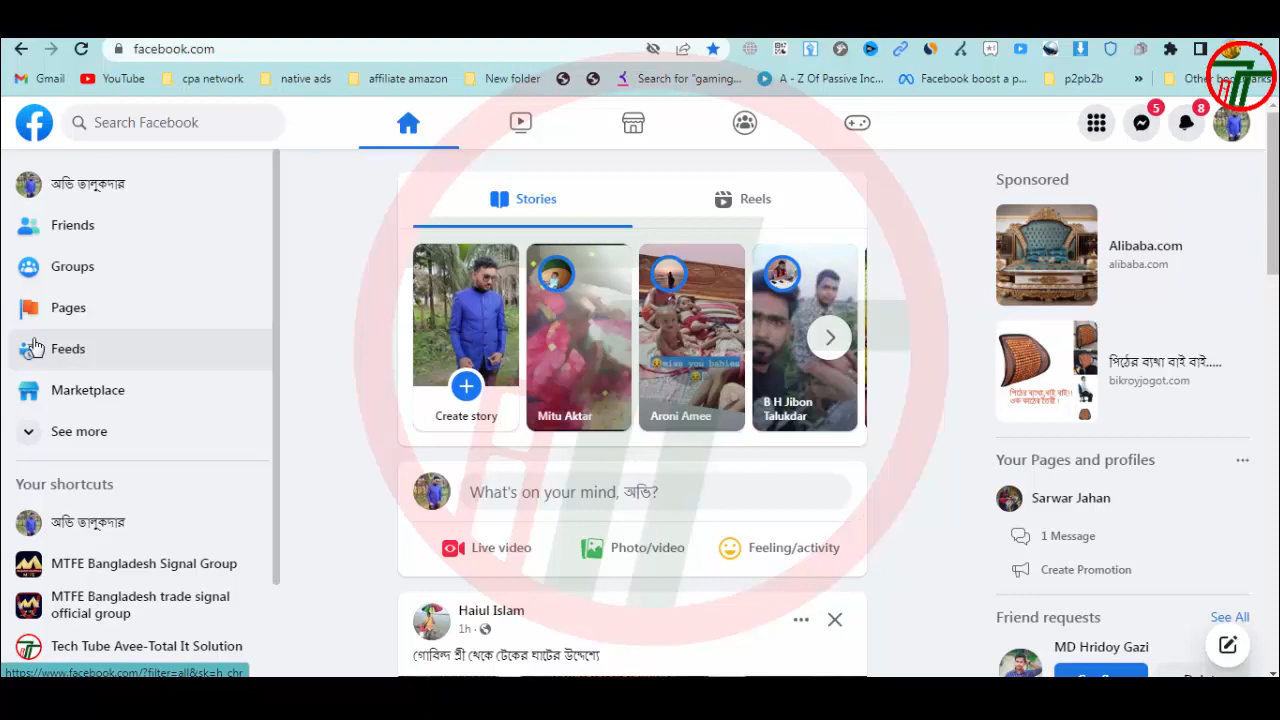 facebook.com
Gmail
YouTube
cpa network
native ads
affiliate amazon
New folder
Search for "gaming...
A - Z Of Passive Inc...
Facebook boost a p...
p2pb2b
»
Search Facebook
5
8
অভি তালুকদার
Friends
Groups
Pages
Feeds
Marketplace
See more
Your shortcuts
অভি তালুকদার
MTFE Bangladesh Signal Group
MTFE Bangladesh trade signal
official group
Tech Tube Avee-Total It Solution
https://www.facebook.com/?filter=all&sk=h_chr
Stories
Reels
Create story
Mitu Aktar
miss you babies
Aroni Amee
B H Jibon
Talukdar
What's on your mind, অভি?
Live video
Photo/video
Feeling/activity
Haiul Islam
1h
গোবিন্দ শ্রী থেকে টেকের ঘাটের উদ্দেশ্যে
Sponsored
Alibaba.com
alibaba.com
পিঠের ব্যথা বাই বাই.....
bikroyjogot.com
Your Pages and profiles
Sarwar Jahan
1 Message
Create Promotion
Friend requests
See All
MD Hridoy Gazi